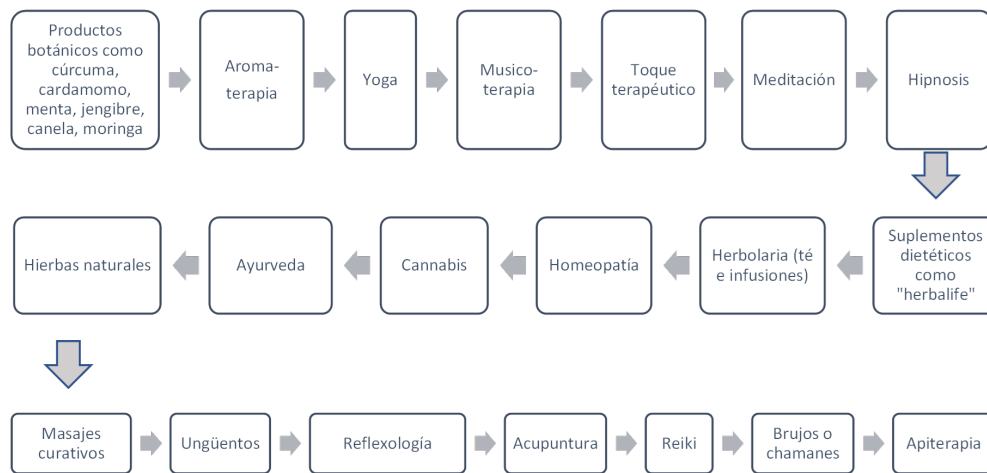 Productos
botánicos como
cúrcuma,
cardamomo,
menta, jengibre,
canela, moringa
Aroma-
terapia
Yoga
Musico-
terapia
Toque
terapéutico
Meditación
Hipnosis
Suplementos
dietéticos
como
"herbalife"
Herbolaria (té
e infusiones)
Homeopatía
Cannabis
Ayurveda
Hierbas naturales
Masajes
curativos
Ungüentos
Reflexología
Acupuntura
Reiki
Brujos o
chamanes
Apiterapia